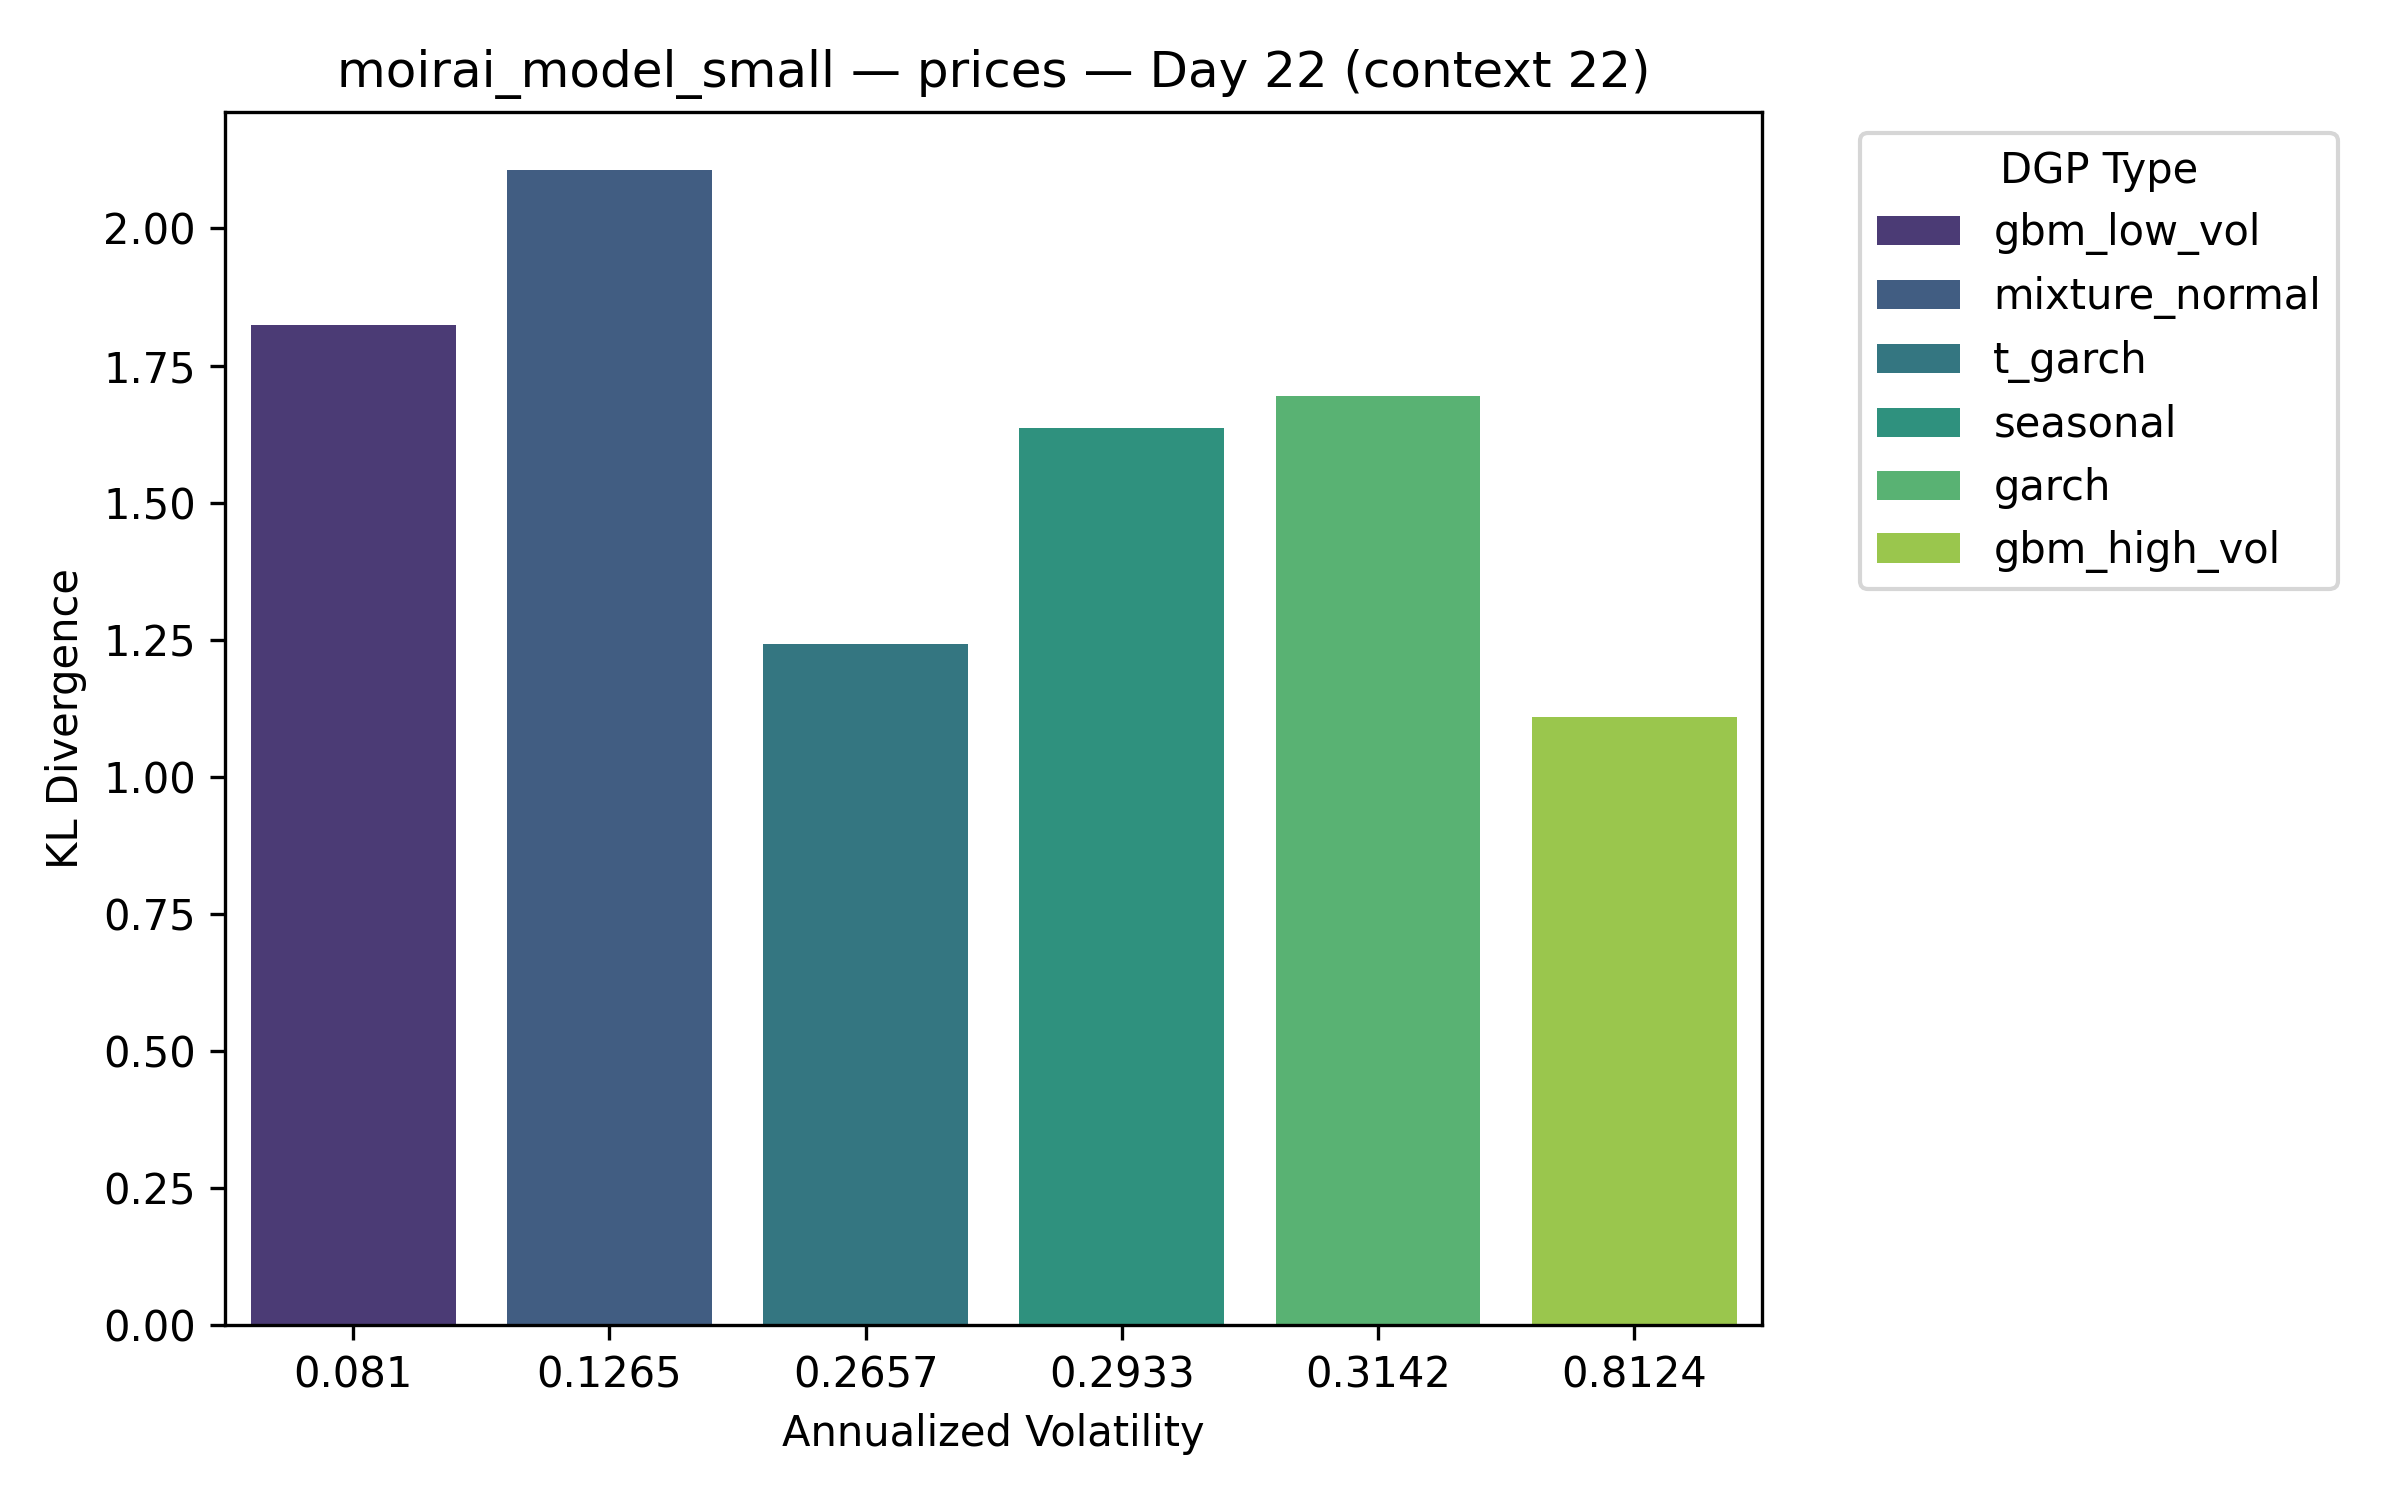 moirai_model_small — prices — Day 22 (context 22)
KL Divergence
2.00
1.75
1.50
1.25
1.00
0.75
0.50
0.25
0.00
0.081 0.1265 0.2657 0.2933 0.3142 0.8124
Annualized Volatility
DGP Type
gbm_low_vol
mixture_normal
t_garch
seasonal
garch
gbm_high_vol